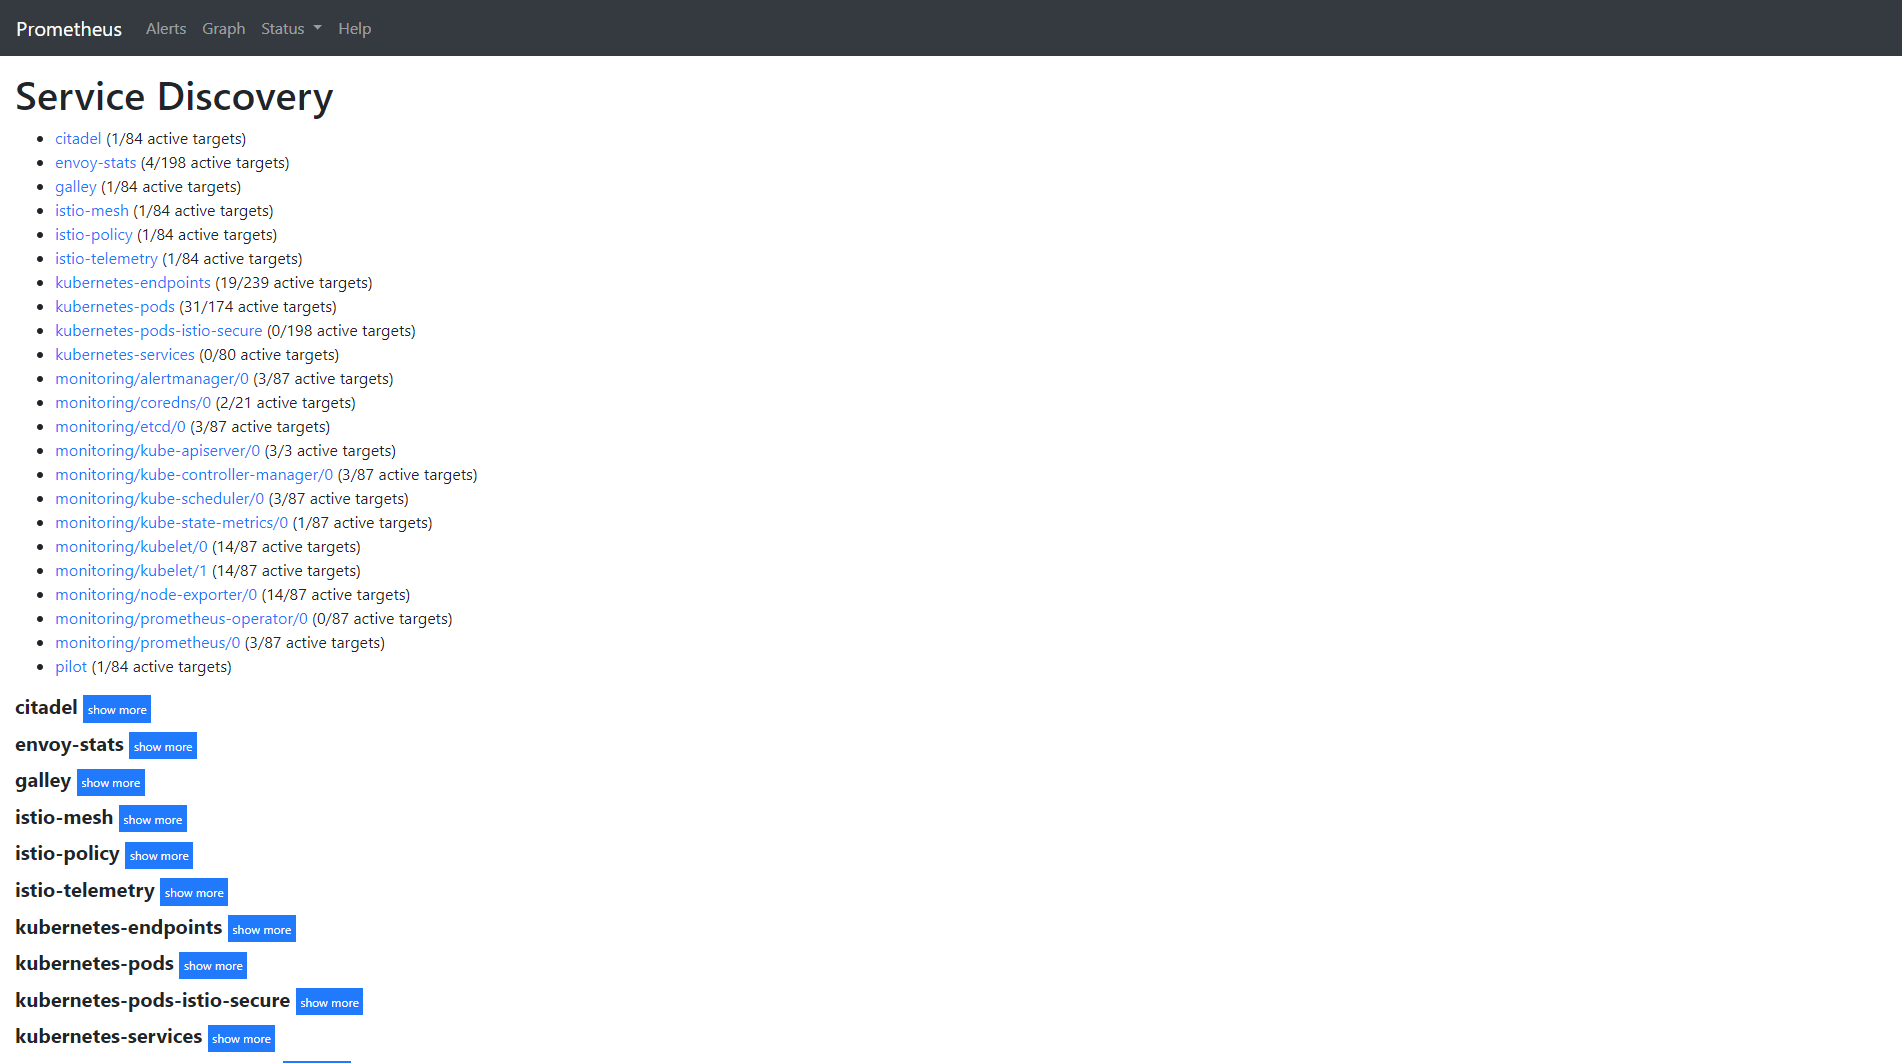 Prometheus Alerts Graph Status Help
Service Discovery
citadel (1/84 active targets)
envoy-stats (4/198 active targets)
galley (1/84 active targets)
istio-mesh (1/84 active targets)
istio-policy (1/84 active targets)
istio-telemetry (1/84 active targets)
kubernetes-endpoints (19/239 active targets)
kubernetes-pods (31/174 active targets)
kubernetes-pods-istio-secure (0/198 active targets)
kubernetes-services (0/80 active targets)
monitoring/alertmanager/0 (3/87 active targets)
monitoring/coredns/0 (2/21 active targets)
monitoring/etcd/0 (3/87 active targets)
monitoring/kube-apiserver/0 (3/3 active targets)
monitoring/kube-controller-manager/0 (3/87 active targets)
monitoring/kube-scheduler/0 (3/87 active targets)
monitoring/kube-state-metrics/0 (1/87 active targets)
monitoring/kubelet/0 (14/87 active targets)
monitoring/kubelet/1 (14/87 active targets)
monitoring/node-exporter/0 (14/87 active targets)
monitoring/prometheus-operator/0 (0/87 active targets)
monitoring/prometheus/0 (3/87 active targets)
pilot (1/84 active targets)
citadel show more
envoy-stats show more
galley show more
istio-mesh show more
istio-policy show more
istio-telemetry show more
kubernetes-endpoints show more
kubernetes-pods show more
kubernetes-pods-istio-secure show more
kubernetes-services show more